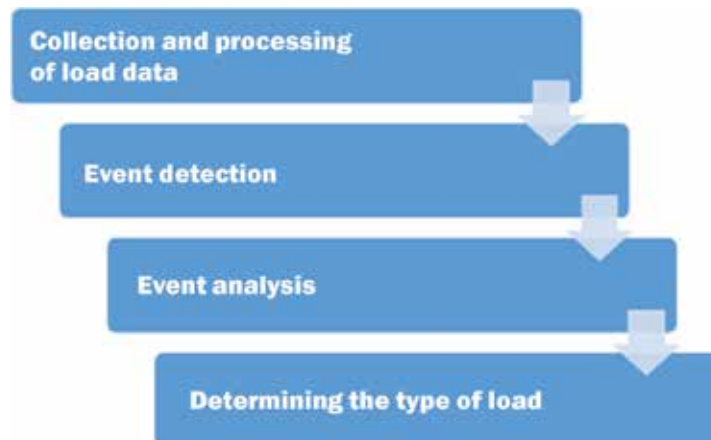 Collection and processing
of load data
Event detection
Event analysis
Determining the type of load